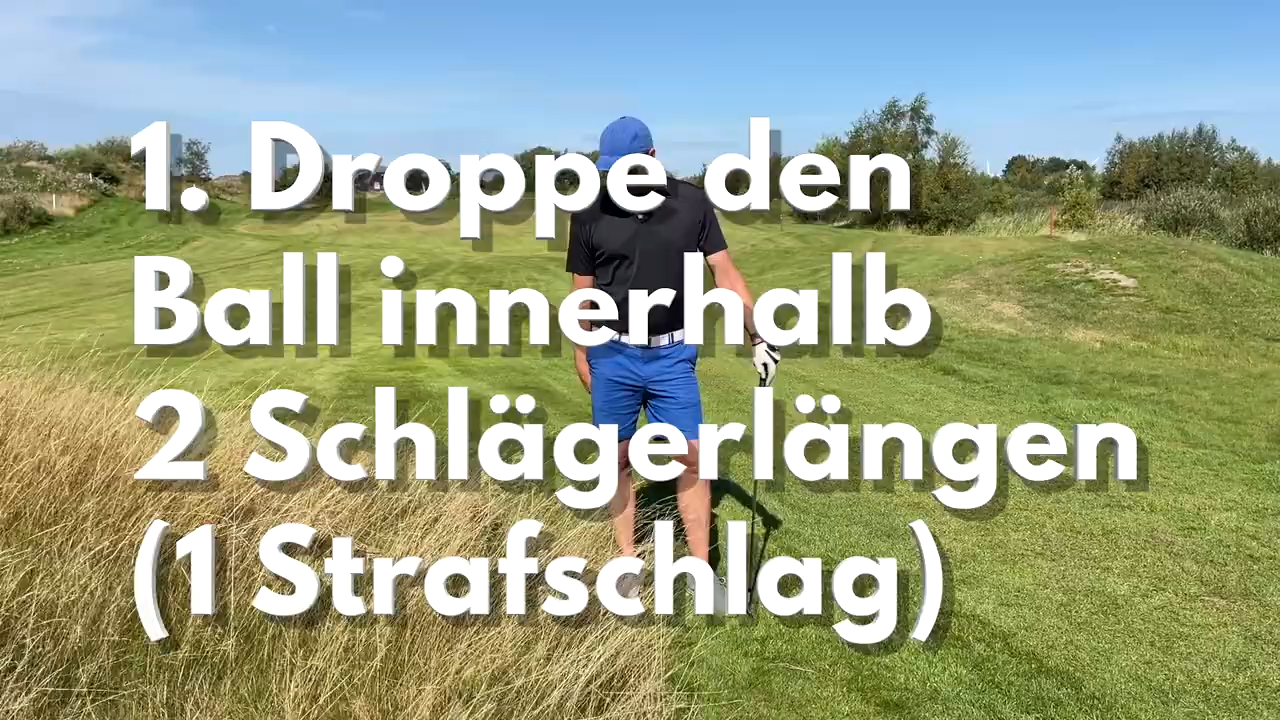 1. Droppe den
Ball innerhalb
2 Schlägerlängen
(1 Strafschlag)